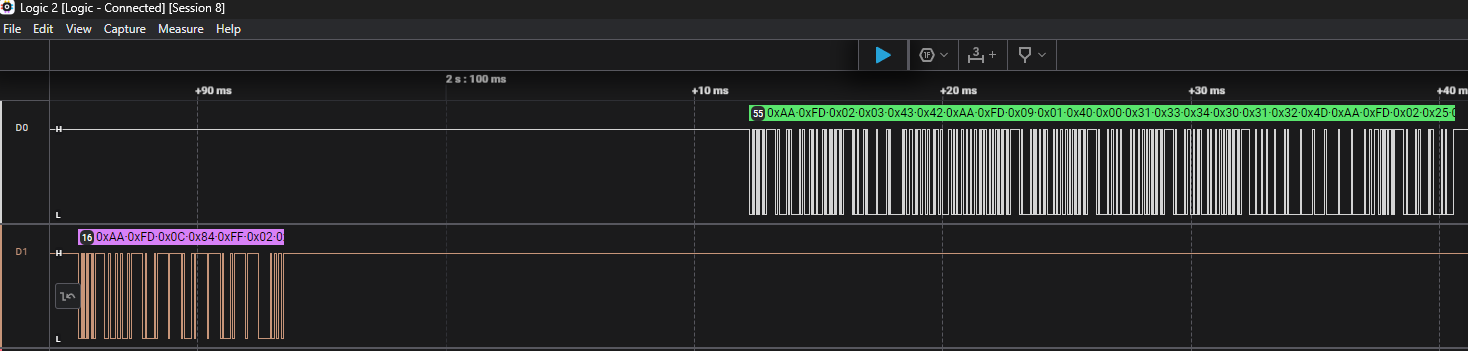 Logic 2 [Logic - Connected] [Session 8]
File Edit View Capture Measure Help
1F 3 +
2 s : 100 ms
+90 ms +10 ms +20 ms +30 ms +40 m
55 0xAA·0xFD·0x02·0x03·0x43·0x42·0xAA·0xFD·0x09·0x01·0x40·0x00·0x31·0x33·0x34·0x30·0x31·0x32·0x4D·0xAA·0xFD·0x02·0x25·0
D0 H
L
16 0xAA·0xFD·0x0C·0x84·0xFF·0x02·0
D1 H
L